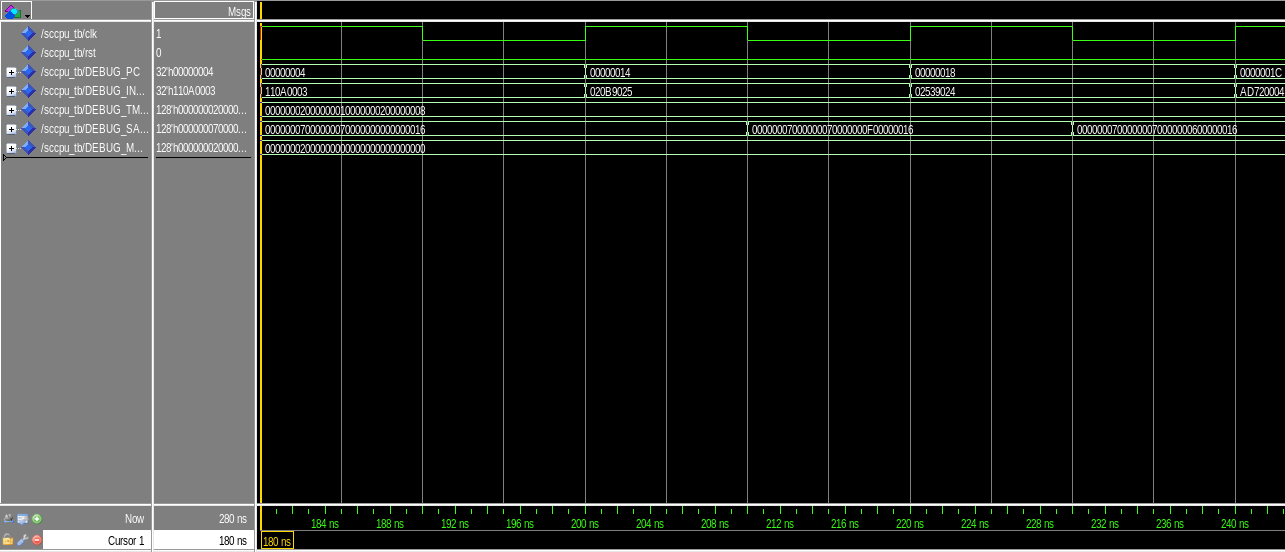 Msgs
/sccpu_tb/clk 1
/sccpu_tb/rst 0
/sccpu_tb/DEBUG_PC 32'h00000004 00000004 00000014 00000018 0000001C
/sccpu_tb/DEBUG_IN... 32'h110A0003 110A0003 020B9025 02539024 AD720004
/sccpu_tb/DEBUG_TM... 128'h000000020000... 00000002000000010000000200000008
/sccpu_tb/DEBUG_SA... 128'h000000070000... 00000007000000070000000000000016 00000007000000070000000F00000016 00000007000000070000000600000016
/sccpu_tb/DEBUG_M... 128'h000000020000... 00000002000000000000000000000000
Now 280 ns 184 ns 188 ns 192 ns 196 ns 200 ns 204 ns 208 ns 212 ns 216 ns 220 ns 224 ns 228 ns 232 ns 236 ns 240 ns
Cursor 1 180 ns 180 ns